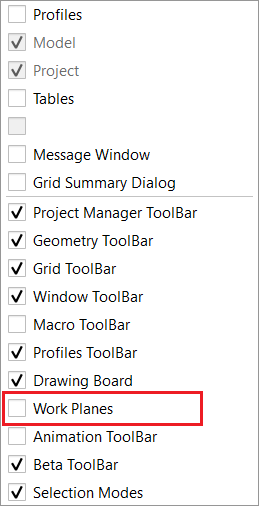 Profiles
Model
Project
Tables
Message Window
Grid Summary Dialog
Project Manager ToolBar
Geometry ToolBar
Grid ToolBar
Window ToolBar
Macro ToolBar
Profiles ToolBar
Drawing Board
Work Planes
Animation ToolBar
Beta ToolBar
Selection Modes